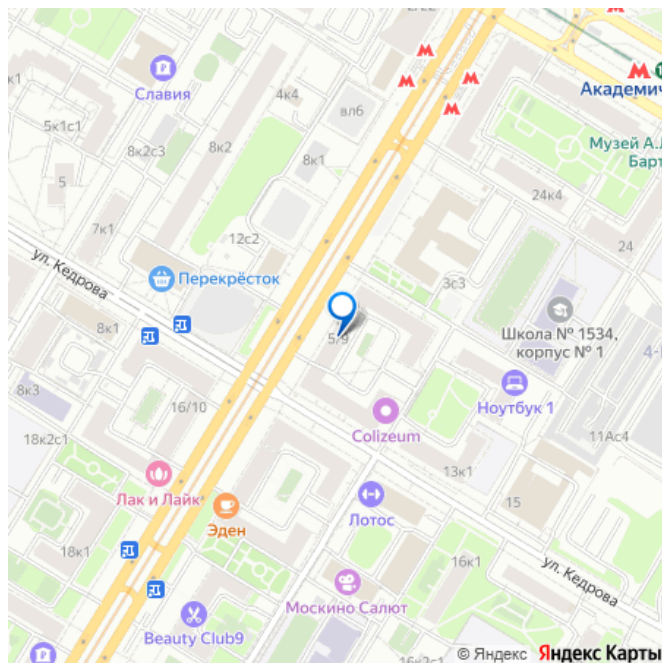 Славия
4к4
вл6
М
М
М
М
М
Академич
5к1с1
8к2с3
8к2
8к1
Музей А.Л
Барт
5
24к4
7к1
12с2
24
ул. Кедрова
Перекрёсток
3с3
8к1
5/9
Школа № 1534,
корпус № 1
4-
8к3
16/10
Ноутбук 1
Colizeum
18к2с1
11Ас4
13к1
Лак и Лайк
Лотос
15
Эден
18к1
16к1
ул. Кедрова
Москино Салют
Beauty Club9
© Яндекс Яндекс Карты